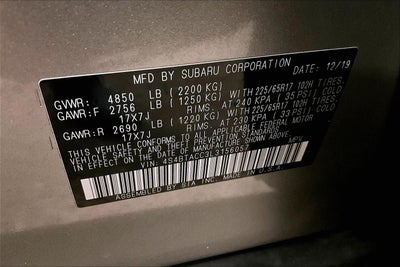 MFD BY SUBARU CORPORATION DATE: 12/19
GVWR: 4850 LB (2200 KG)
GAWR:F 2756 LB (1250 KG) WITH 225/65R17 102H TIRES,
17X7J RIMS, AT 240 KPA (35 PSI) COLD
GAWR:R 2690 LB (1220 KG) WITH 225/65R17 102H TIRES,
17X7J RIMS, AT 230 KPA (33 PSI) COLD
THIS VEHICLE CONFORMS TO ALL APPLICABLE FEDERAL MOTOR
VEHICLE SAFETY, BUMPER, AND THEFT PREVENTION STANDARDS
IN EFFECT ON THE DATE OF MANUFACTURE SHOWN ABOVE.
VIN: 4S4BTACC3L3156052 MPV
ASSEMBLED BY SIA INC. MADE IN U.S.A.